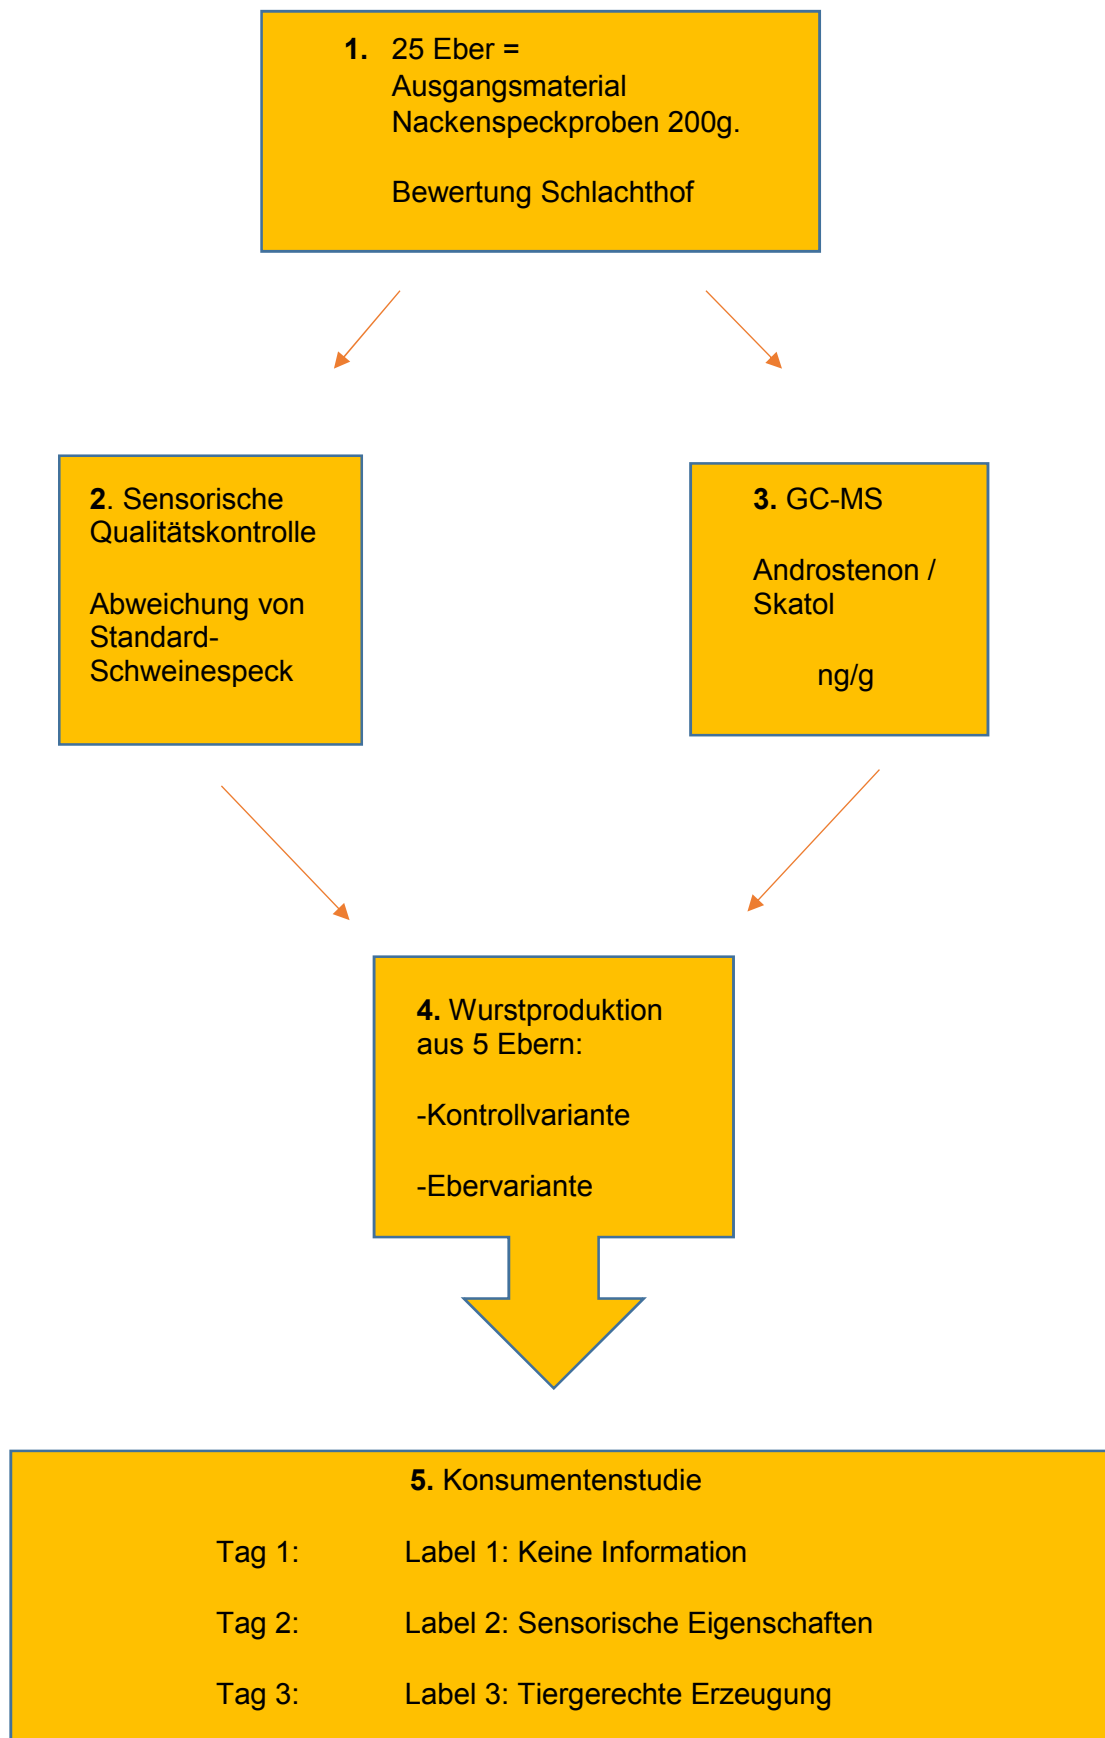 1. 25 Eber =
Ausgangsmaterial
Nackenspeckproben 200g.
Bewertung Schlachthof
2. Sensorische
Qualitätskontrolle
Abweichung von
Standard-
Schweinespeck
3. GC-MS
Androstenon /
Skatol
ng/g
4. Wurstproduktion
aus 5 Ebern:
-Kontrollvariante
-Ebervariante
5. Konsumentenstudie
Tag 1: Label 1: Keine Information
Tag 2: Label 2: Sensorische Eigenschaften
Tag 3: Label 3: Tiergerechte Erzeugung